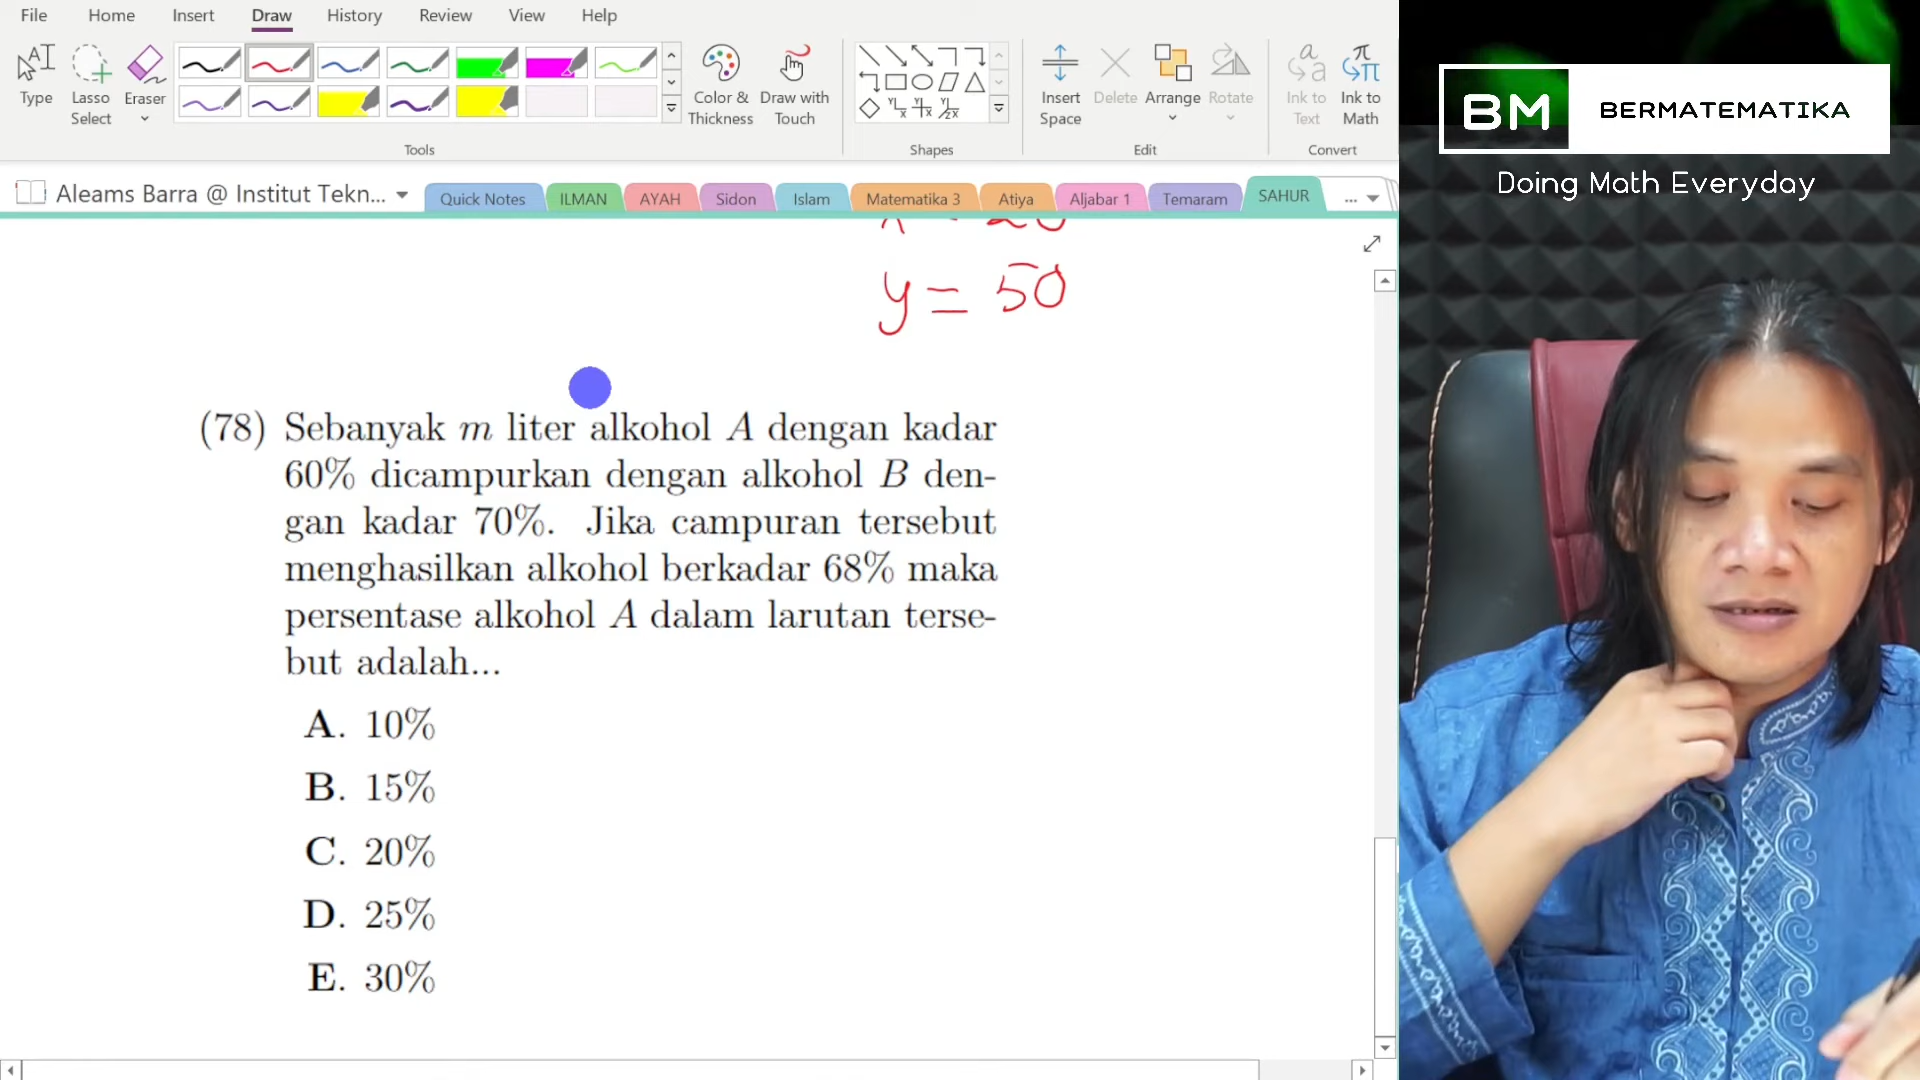 File Home Insert Draw History Review View Help
Type
Lasso Select
Eraser
Color & Thickness
Draw with Touch
Insert Space
Delete
Arrange
Rotate
Ink to Text
Ink to Math
Tools
Shapes
Edit
Convert
Aleams Barra @ Institut Tekn...
Quick Notes ILMAN AYAH Sidon Islam Matematika 3 Atiya Aljabar 1 Temaram SAHUR ...
y = 50
(78) Sebanyak m liter alkohol A dengan kadar
60% dicampurkan dengan alkohol B den-
gan kadar 70%. Jika campuran tersebut
menghasilkan alkohol berkadar 68% maka
persentase alkohol A dalam larutan terse-
but adalah...
A. 10%
B. 15%
C. 20%
D. 25%
E. 30%
BM BERMATEMATIKA
Doing Math Everyday